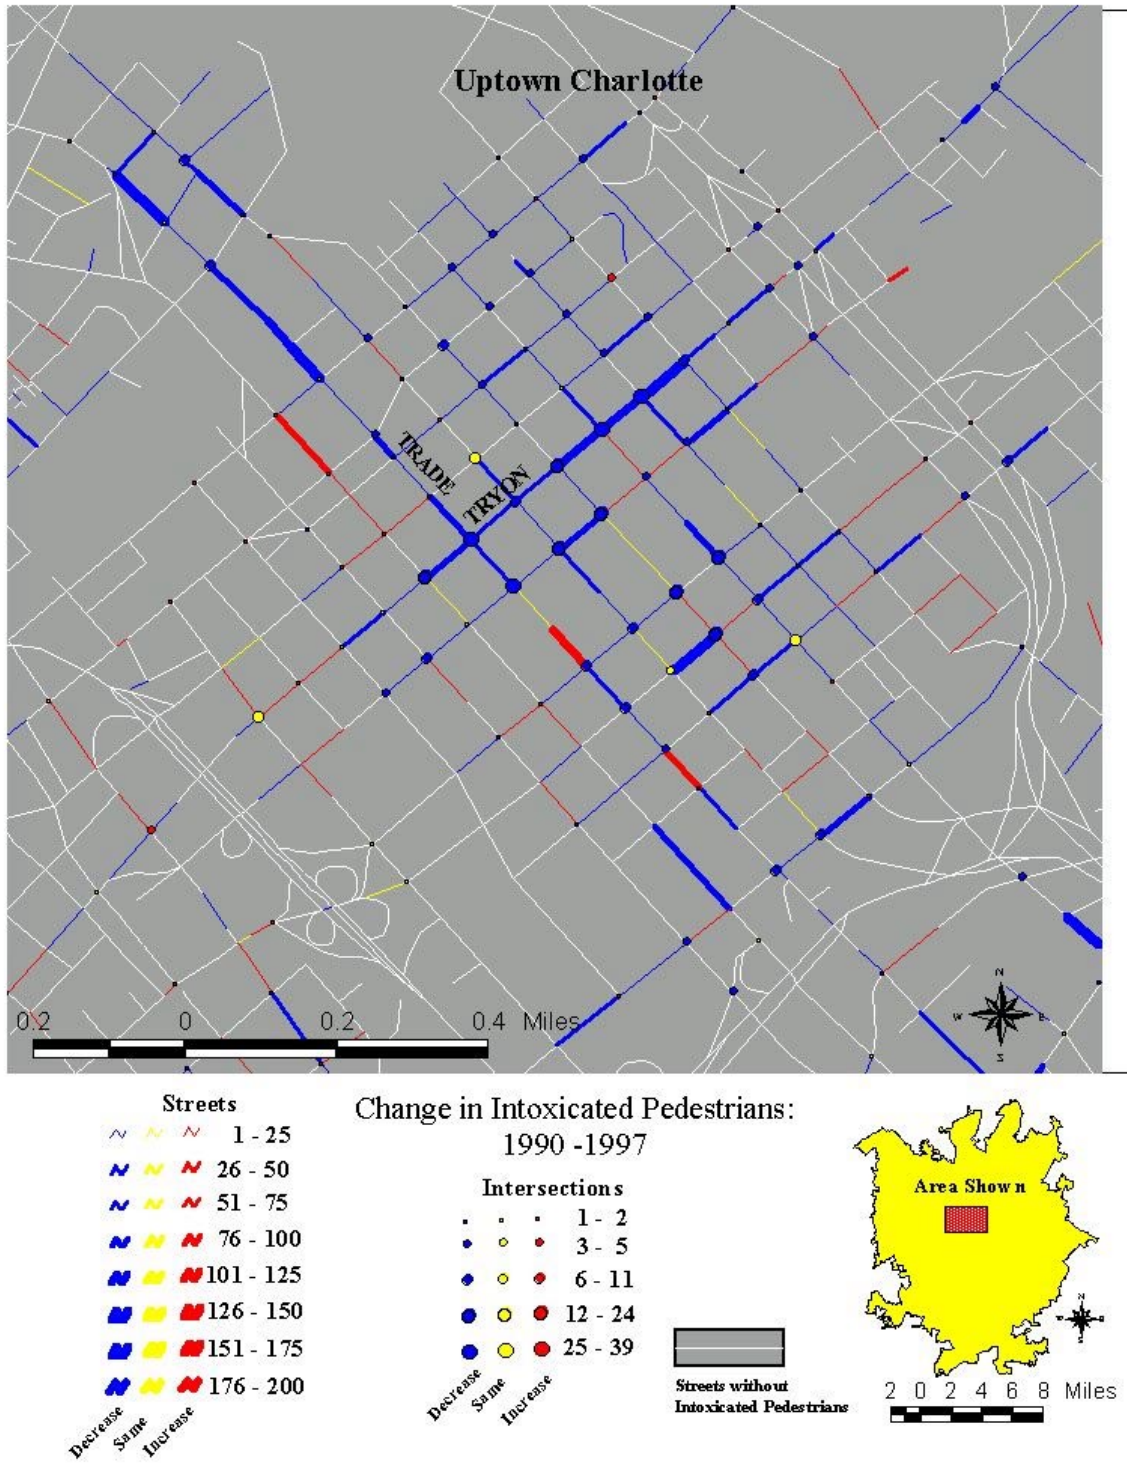 Uptown Charlotte
TRADE
TRYON
N
W E
S
0.2 0 0.2 0.4 Miles
Streets
1 - 25
26 - 50
51 - 75
76 - 100
101 - 125
126 - 150
151 - 175
176 - 200
Decrease
Same
Increase
Change in Intoxicated Pedestrians:
1990 -1997
Intersections
1 - 2
3 - 5
6 - 11
12 - 24
25 - 39
Decrease
Same
Increase
Streets without
Intoxicated Pedestrians
Area Shown
N
S
2 0 2 4 6 8 Miles